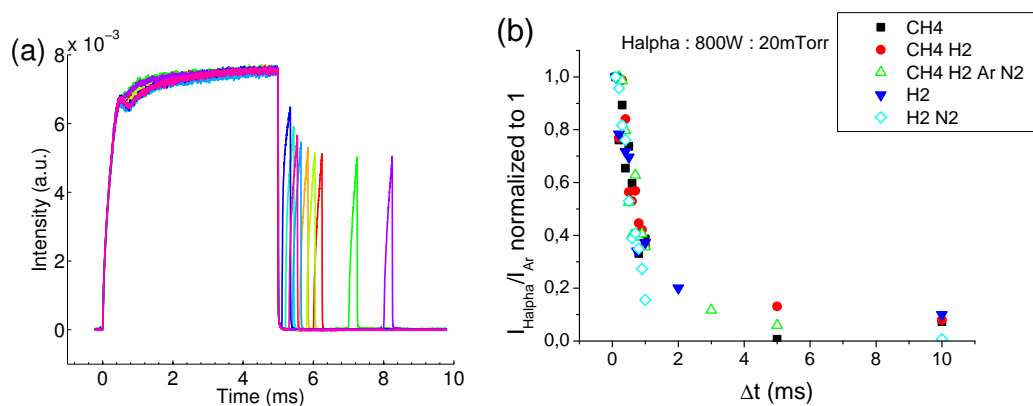 (a)
x 10⁻³
8
6
4
2
0
Intensity (a.u.)
0 2 4 6 8 10
Time (ms)
(b)
Halpha : 800W : 20mTorr
CH4
CH4 H2
CH4 H2 Ar N2
H2
H2 N2
1,0
0,8
0,6
0,4
0,2
0,0
I_Halpha/I_Ar normalized to 1
0 2 4 6 8 10
Δt (ms)